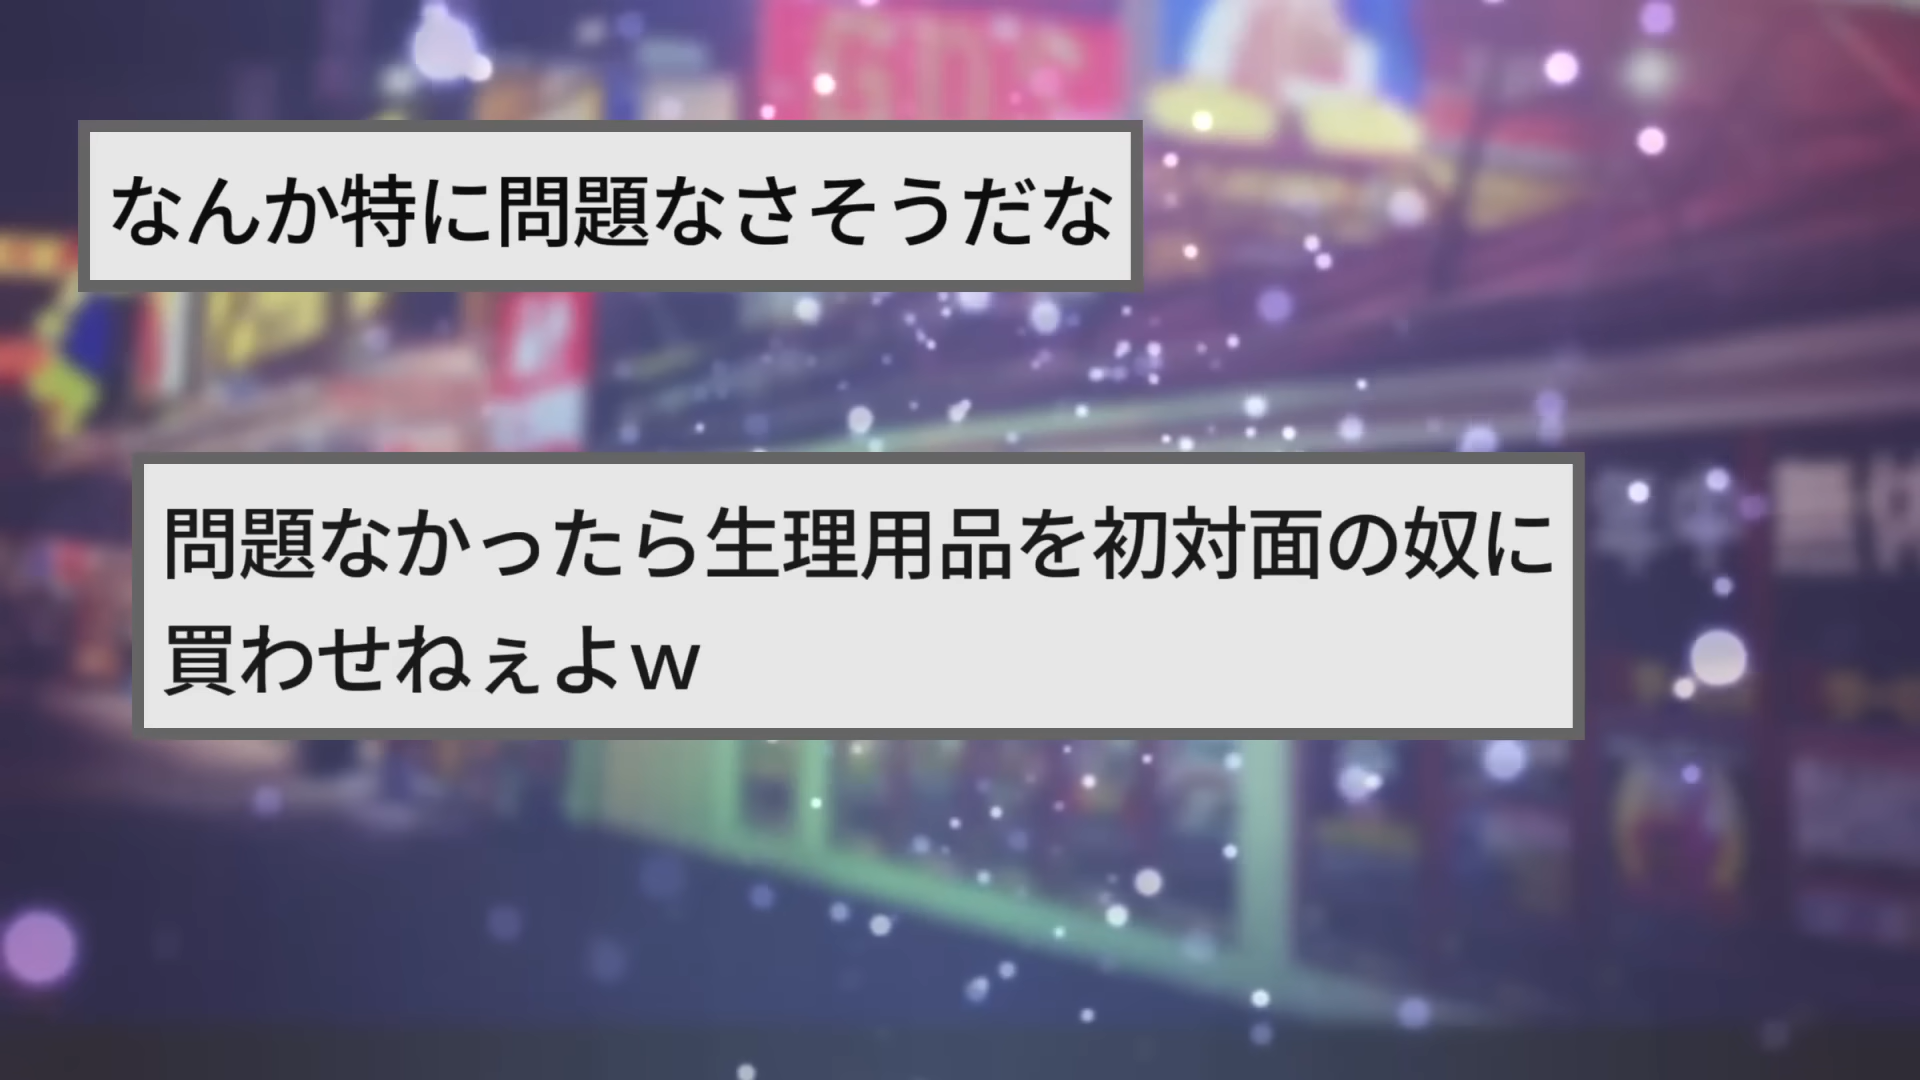 なんか特に問題なさそうだな
問題なかったら生理用品を初対面の奴に
買わせねぇよｗ